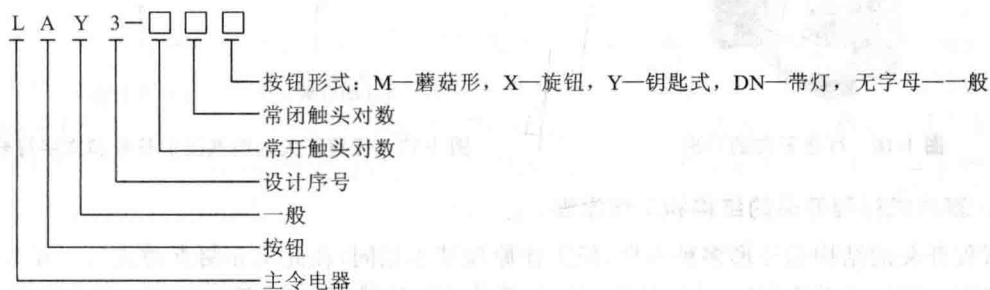 L A Y 3—□ □ □
按钮形式：M—蘑菇形，X—旋钮，Y—钥匙式，DN—带灯，无字母—一般
常闭触头对数
常开触头对数
设计序号
一般
按钮
主令电器